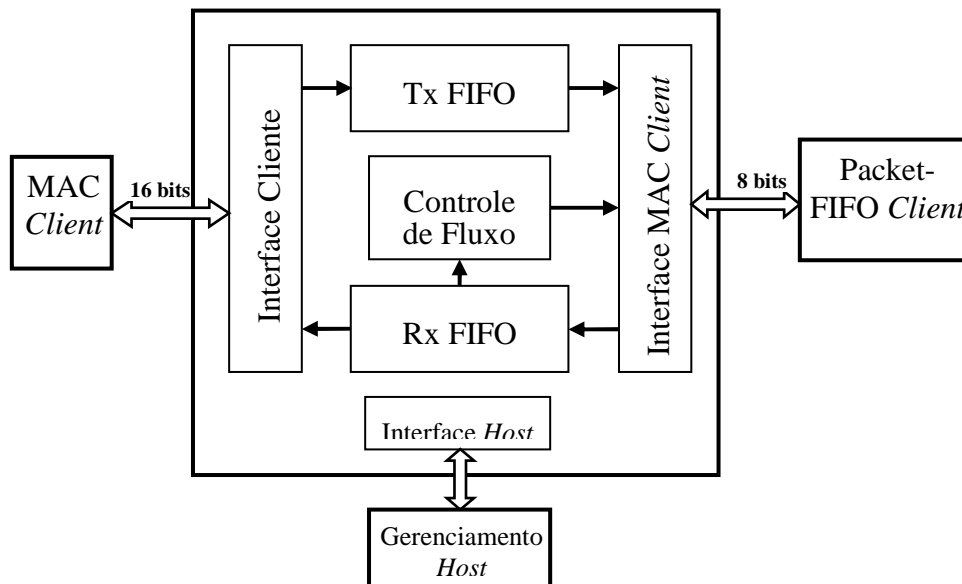 Tx FIFO
MAC
Client
16 bits
Interface Cliente
Controle
de Fluxo
Interface MAC Client
8 bits
Packet-
FIFO Client
Rx FIFO
Interface Host
Gerenciamento
Host